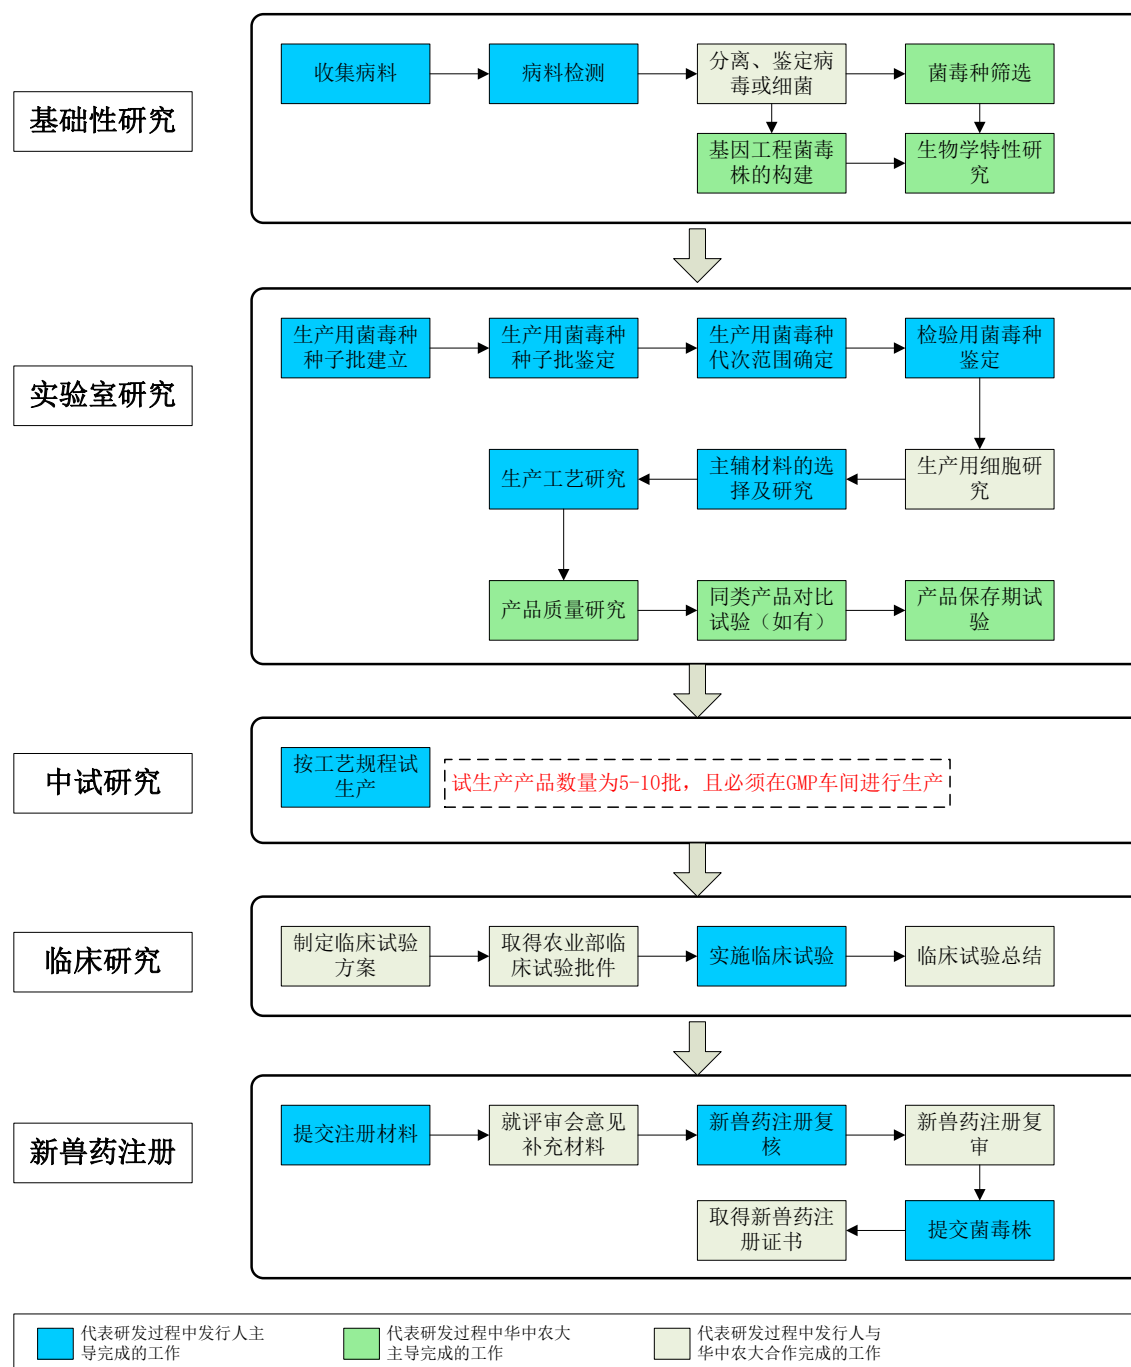 基础性研究
收集病料
病料检测
分离、鉴定病
毒或细菌
菌毒种筛选
基因工程菌毒
株的构建
生物学特性研
究
实验室研究
生产用菌毒种
种子批建立
生产用菌毒种
种子批鉴定
生产用菌毒种
代次范围确定
检验用菌毒种
鉴定
生产工艺研究
主辅材料的选
择及研究
生产用细胞研
究
产品质量研究
同类产品对比
试验（如有）
产品保存期试
验
中试研究
按工艺规程试
生产
试生产产品数量为5-10批，且必须在GMP车间进行生产
临床研究
制定临床试验
方案
取得农业部临
床试验批件
实施临床试验
临床试验总结
新兽药注册
提交注册材料
就评审会意见
补充材料
新兽药注册复
核
新兽药注册复
审
取得新兽药注
册证书
提交菌毒株
代表研发过程中发行人主
导完成的工作
代表研发过程中华中农大
主导完成的工作
代表研发过程中发行人与
华中农大合作完成的工作